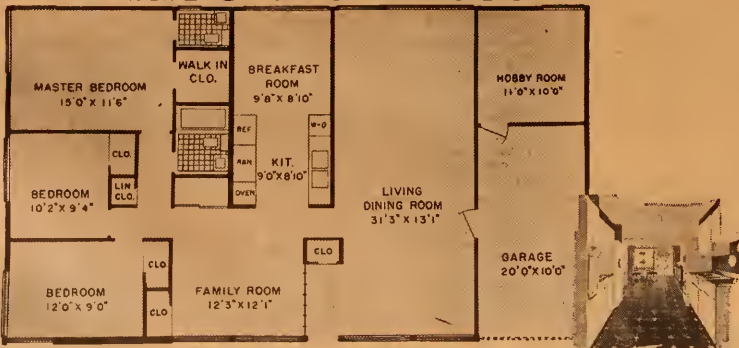 MASTER BEDROOM
15'0" X 11'6"
WALK IN
CLO.
BREAKFAST
ROOM
9'8" X 8'10"
HOBBY ROOM
11'0" X 10'0"
REF
W-D
CLO.
LIN
CLO.
RAN
KIT.
9'0" X 8'10"
OVEN
BEDROOM
10'2" X 9'4"
LIVING
DINING ROOM
31'3" X 13'1"
CLO
GARAGE
20'0" X 10'0"
CLO
BEDROOM
12'0" X 9'0"
FAMILY ROOM
12'3" X 12'1"
CLO